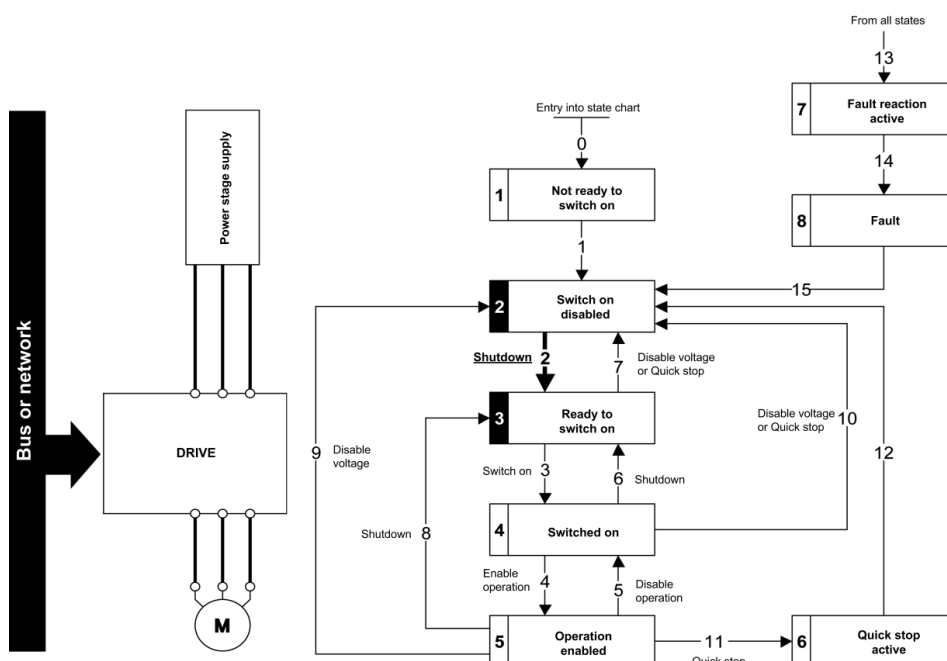 From all states
13
7
Fault reaction
active
14
8
Fault
15
Entry into state chart
0
1
Not ready to
switch on
1
2
Switch on
disabled
Shutdown
2
7
Disable voltage
or Quick stop
3
Ready to
switch on
Switch on
3
6
Shutdown
4
Switched on
Enable
operation
4
5
Disable
operation
5
Operation
enabled
11
Quick stop
6
Quick stop
active
12
Disable voltage
or Quick stop
10
9
Disable
voltage
Shutdown
8
Bus or network
Power stage supply
DRIVE
M